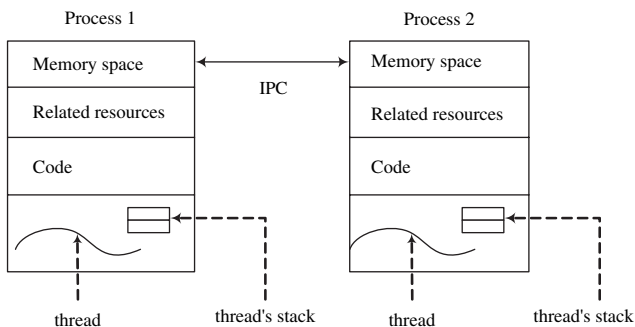 Process 1
Process 2
Memory space
Memory space
IPC
Related resources
Related resources
Code
Code
thread
thread's stack
thread
thread's stack